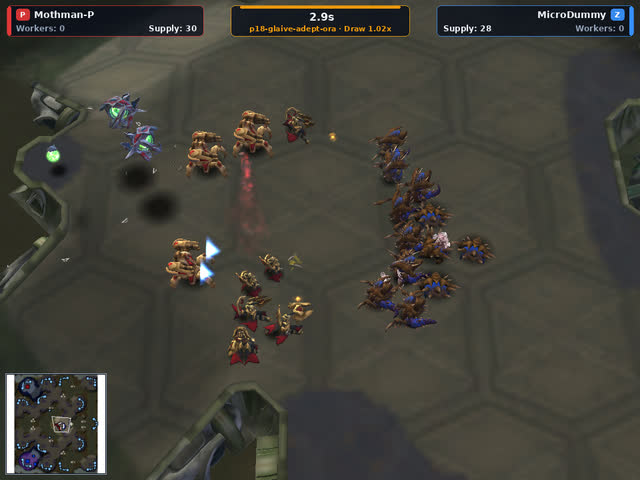 P Mothman-P
Workers: 0 Supply: 30
2.9s
p18-glaive-adept-ora · Draw 1.02x
MicroDummy Z
Supply: 28 Workers: 0